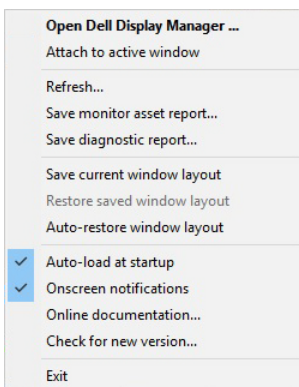 Open Dell Display Manager ...
Attach to active window
Refresh...
Save monitor asset report...
Save diagnostic report...
Save current window layout
Restore saved window layout
Auto-restore window layout
Auto-load at startup
Onscreen notifications
Online documentation...
Check for new version...
Exit